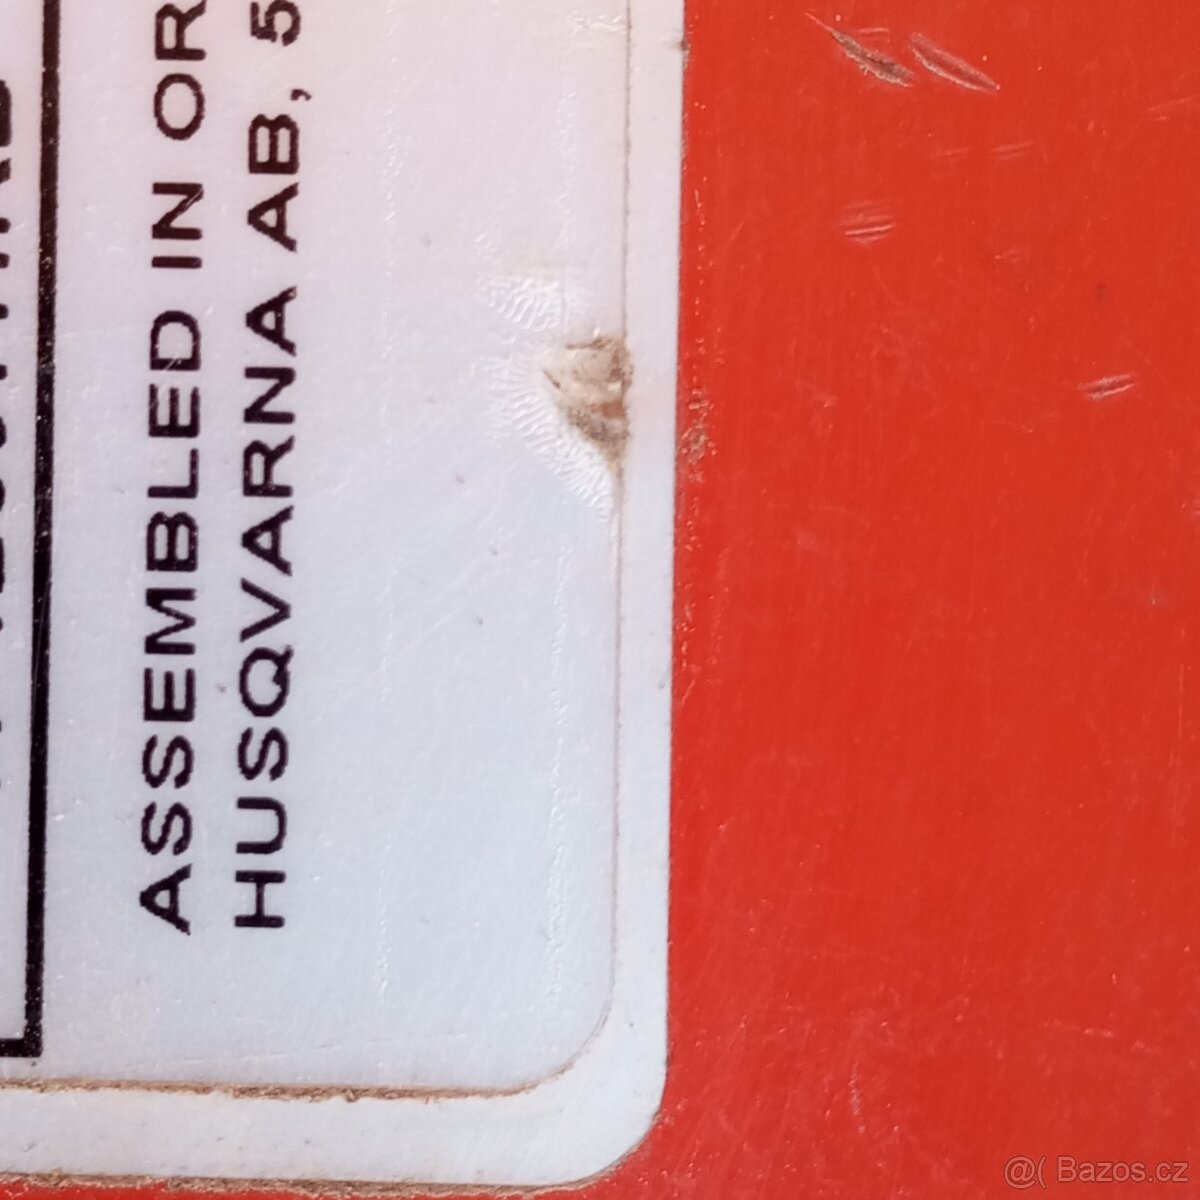 ASSEMBLED IN OR
HUSQVARNA AB, 5
@( Bazos.cz